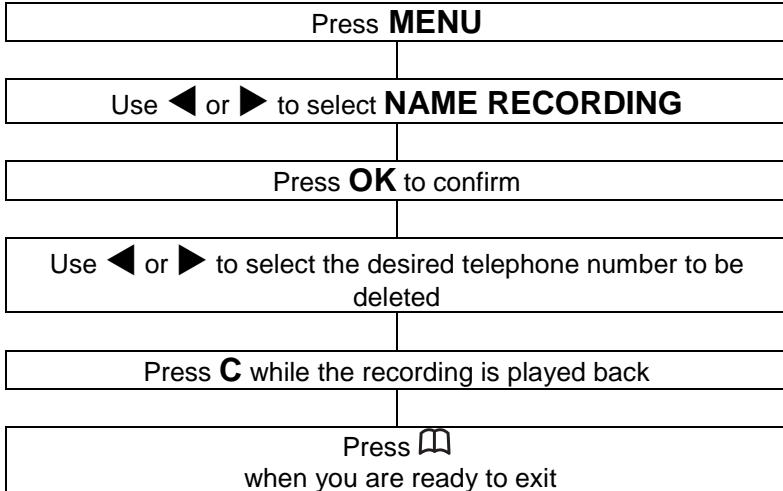 Press MENU
Use ◀ or ▶ to select NAME RECORDING
Press OK to confirm
Use ◀ or ▶ to select the desired telephone number to be
deleted
Press C while the recording is played back
Press
when you are ready to exit